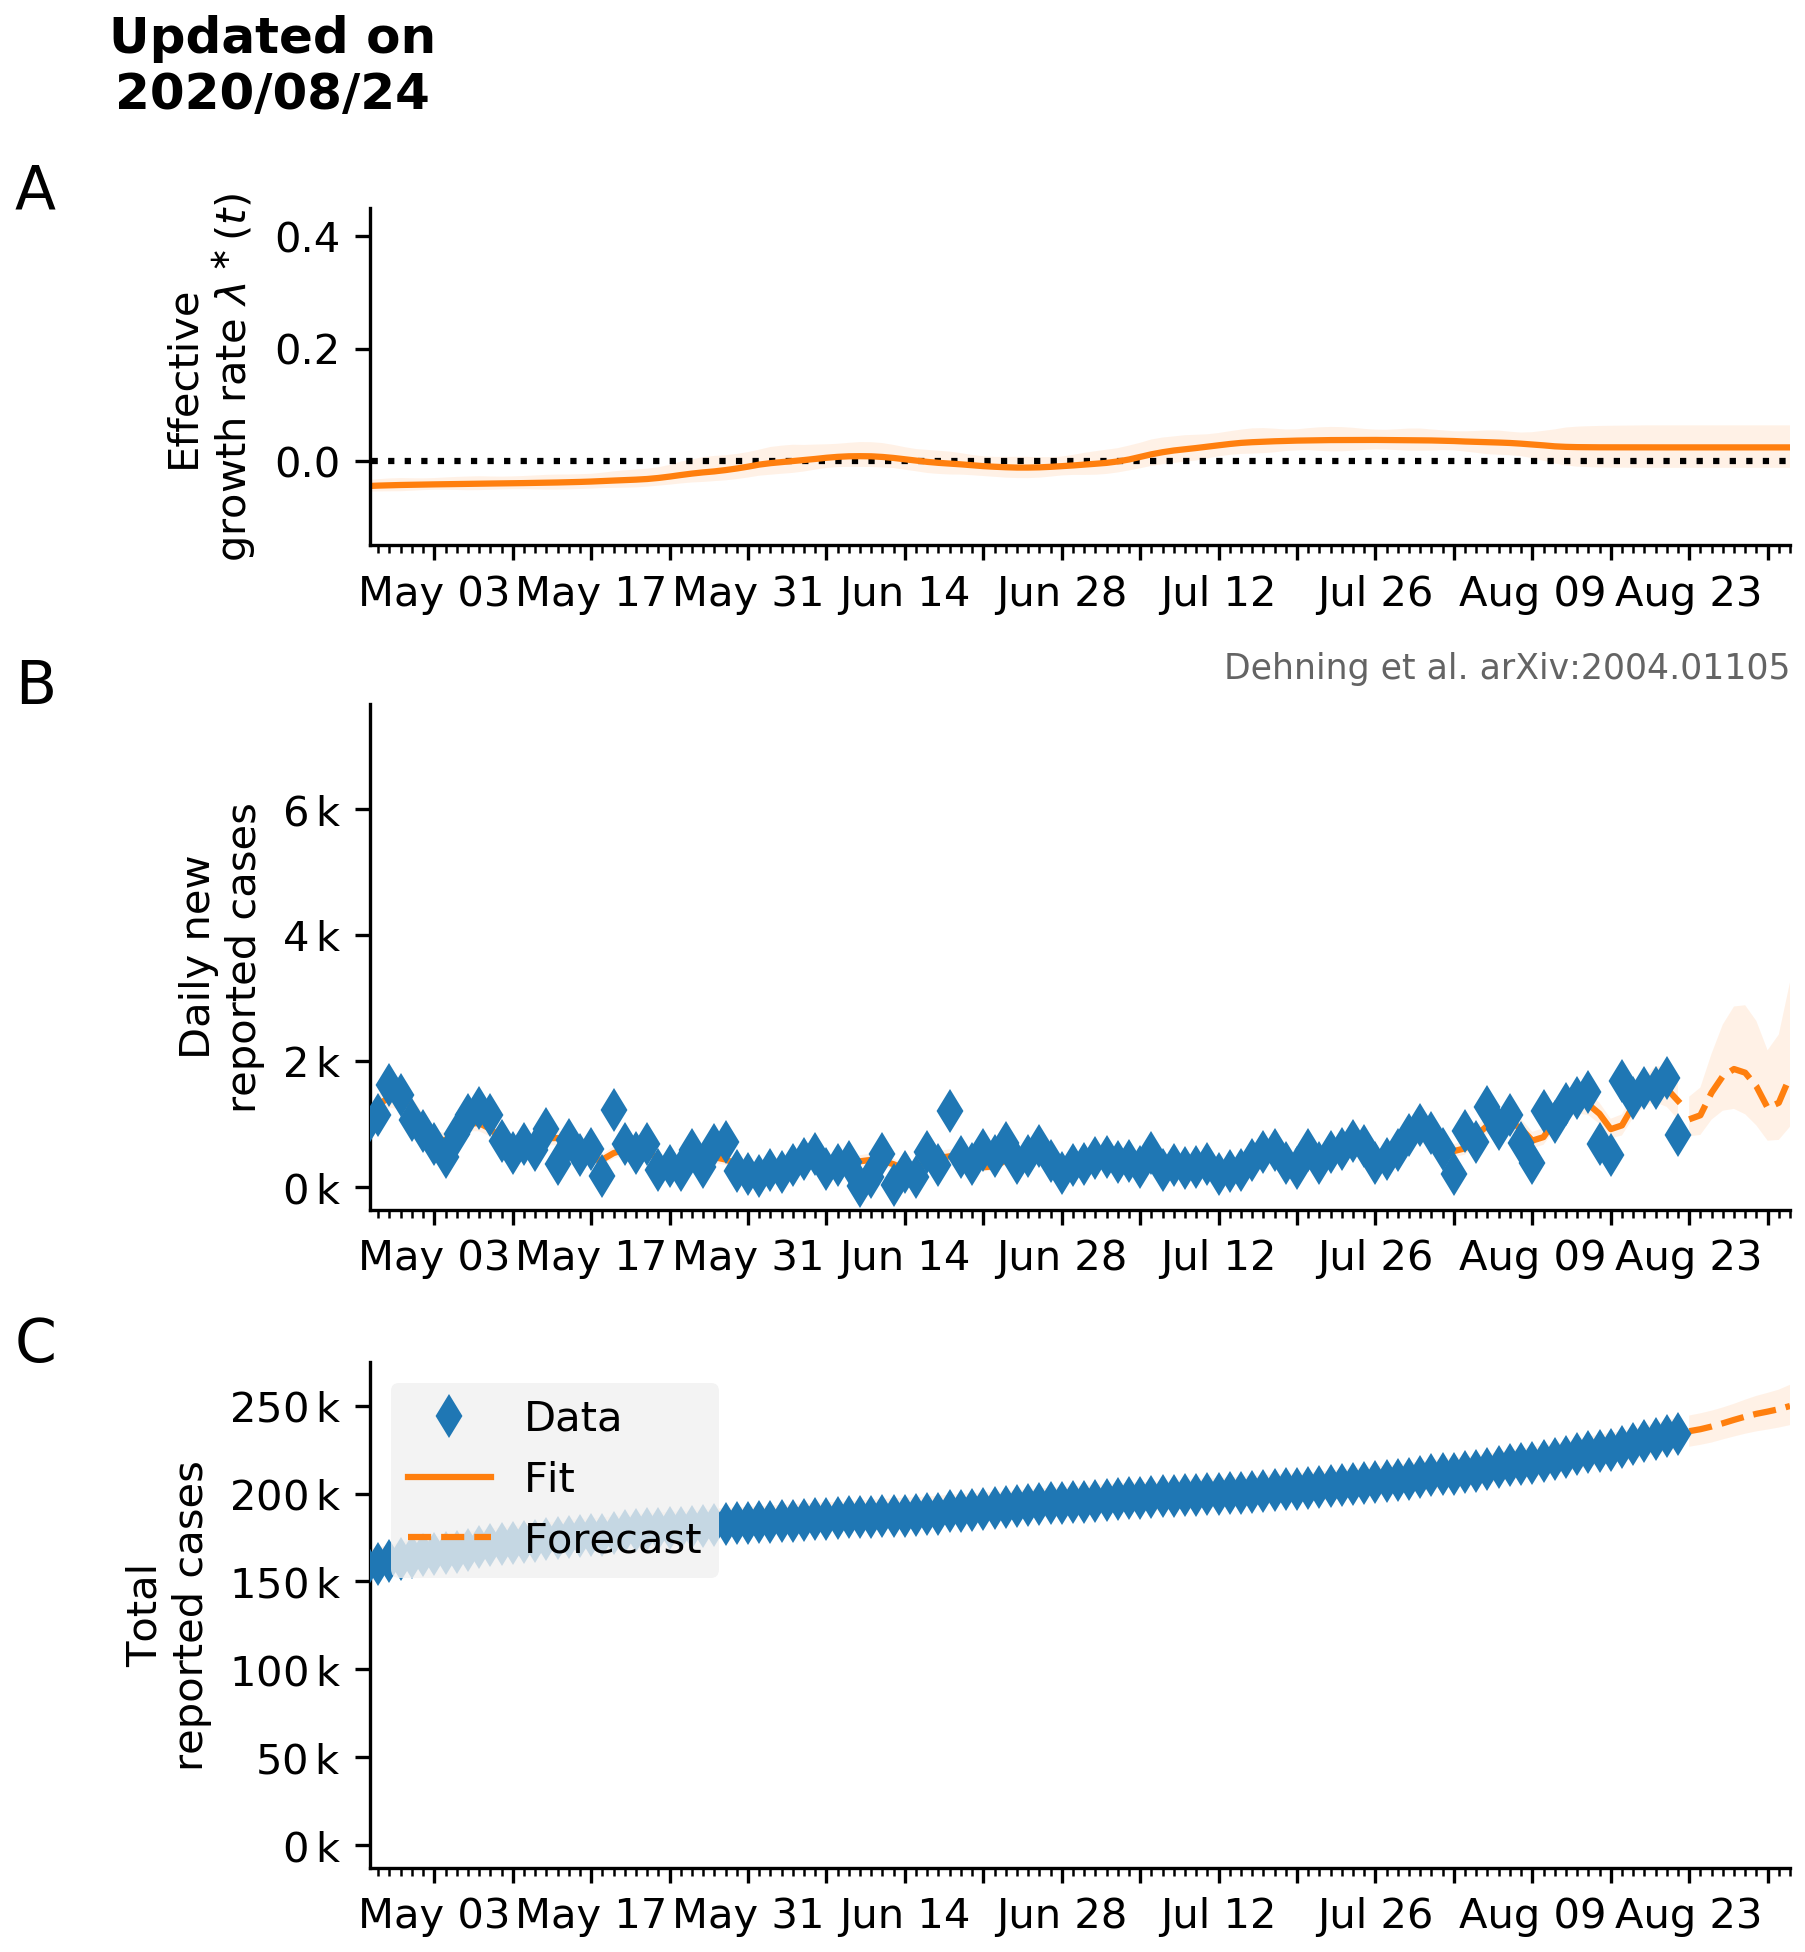 Updated on
2020/08/24
A
Effective
growth rate λ * (t)
0.4
0.2
0.0
May 03 May 17 May 31 Jun 14 Jun 28 Jul 12 Jul 26 Aug 09 Aug 23
Dehning et al. arXiv:2004.01105
B
Daily new
reported cases
6 k
4 k
2 k
0 k
May 03 May 17 May 31 Jun 14 Jun 28 Jul 12 Jul 26 Aug 09 Aug 23
C
Total
reported cases
250 k
200 k
150 k
100 k
50 k
0 k
Data
Fit
Forecast
May 03 May 17 May 31 Jun 14 Jun 28 Jul 12 Jul 26 Aug 09 Aug 23